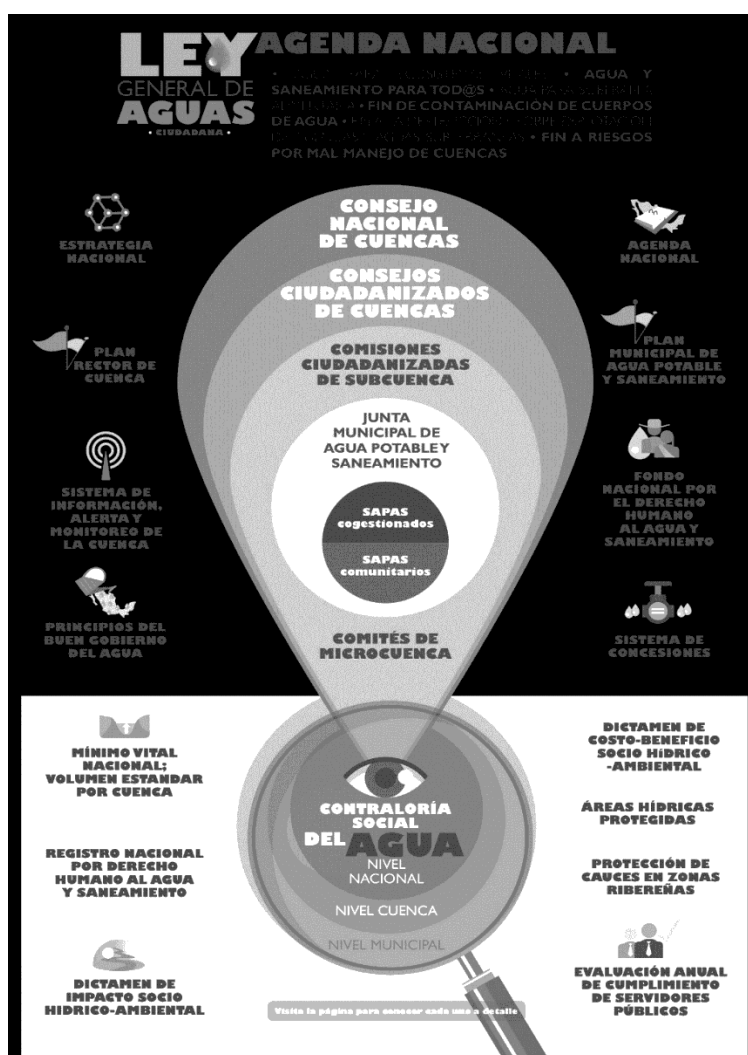 LEY
GENERAL DE
AGUAS
• CIUDADANA •
AGENDA NACIONAL
• AGUA Y
SANEAMIENTO PARA TOD@S •
• FIN DE CONTAMINACIÓN DE CUERPOS
DE AGUA •
• FIN A RIESGOS
POR MAL MANEJO DE CUENCAS
CONSEJO
NACIONAL
DE CUENCAS
CONSEJOS
CIUDADANIZADOS
DE CUENCAS
COMISIONES
CIUDADANIZADAS
DE SUBCUENCA
JUNTA
MUNICIPAL DE
AGUA POTABLE Y
SANEAMIENTO
SAPAS
cogestionados
SAPAS
comunitarios
COMITÉS DE
MICROCUENCA
ESTRATEGIA
NACIONAL
PLAN
RECTOR DE
CUENCA
SISTEMA DE
INFORMACIÓN,
ALERTA Y
MONITOREO DE
LA CUENCA
PRINCIPIOS DEL
BUEN GOBIERNO
DEL AGUA
AGENDA
NACIONAL
PLAN
MUNICIPAL DE
AGUA POTABLE
Y SANEAMIENTO
FONDO
NACIONAL POR
EL DERECHO
HUMANO
AL AGUA Y
SANEAMIENTO
SISTEMA DE
CONCESIONES
MÍNIMO VITAL
NACIONAL;
VOLUMEN ESTANDAR
POR CUENCA
REGISTRO NACIONAL
POR DERECHO
HUMANO AL AGUA
Y SANEAMIENTO
DICTAMEN DE
IMPACTO SOCIO
HIDRICO-AMBIENTAL
CONTRALORÍA
SOCIAL
DEL AGUA
NIVEL
NACIONAL
NIVEL CUENCA
NIVEL MUNICIPAL
Visita la página para conocer cada uno a detalle
DICTAMEN DE
COSTO-BENEFICIO
SOCIO HíDRICO
-AMBIENTAL
ÁREAS HÍDRICAS
PROTEGIDAS
PROTECCIÓN DE
CAUCES EN ZONAS
RIBEREÑAS
EVALUACIÓN ANUAL
DE CUMPLIMIENTO
DE SERVIDORES
PÚBLICOS